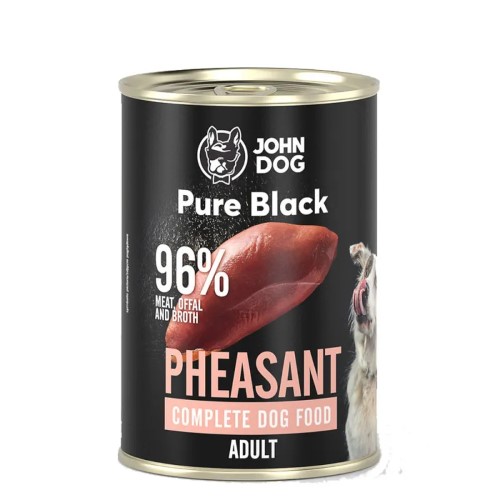 JOHN
DOG
Pure Black
96%
MEAT, OFFAL
AND BROTH
PHEASANT
COMPLETE DOG FOOD
ADULT